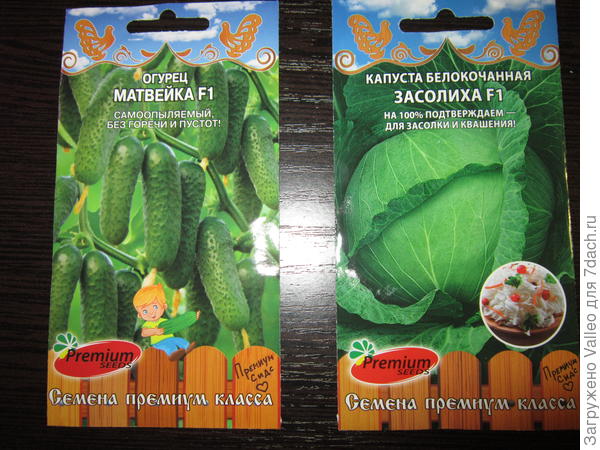 ОГУРЕЦ
МАТВЕЙКА F1
САМООПЫЛЯЕМЫЙ,
БЕЗ ГОРЕЧИ И ПУСТОТ!
Premium
SEEDS
Премиум
Сидс
Семена премиум класса
КАПУСТА БЕЛОКОЧАННАЯ
ЗАСОЛИХА F1
НА 100% ПОДТВЕРЖДАЕМ —
ДЛЯ ЗАСОЛКИ И КВАШЕНИЯ!
Premium
SEEDS
Премиум
Сидс
Семена премиум класса
Загружено Valleo для 7dach.ru